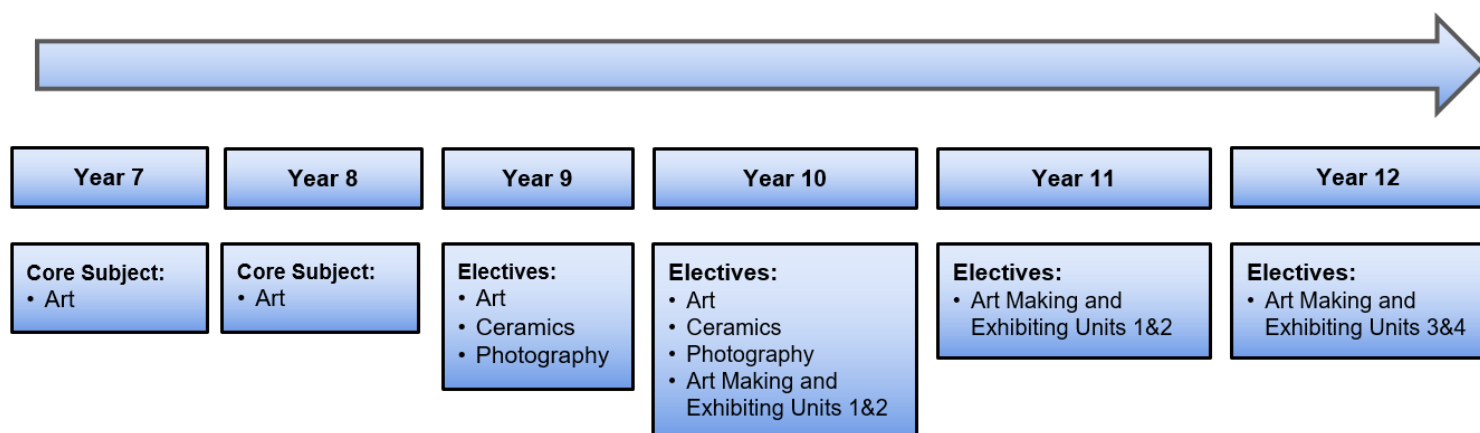 Year 7
Year 8
Year 9
Year 10
Year 11
Year 12
Core Subject:
• Art
Core Subject:
• Art
Electives:
• Art
• Ceramics
• Photography
Electives:
• Art
• Ceramics
• Photography
• Art Making and
Exhibiting Units 1&2
Electives:
• Art Making and
Exhibiting Units 1&2
Electives:
• Art Making and
Exhibiting Units 3&4